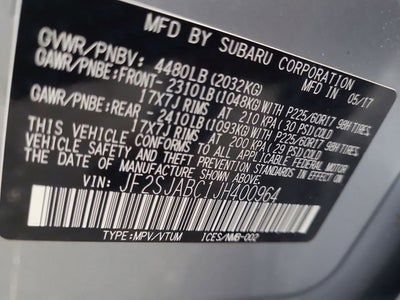 MFD BY SUBARU CORPORATION
GVWR/PNBV: 4480LB (2032KG) 05/17
GAWR/PNBE:FRONT- 2310LB (1048KG) WITH P225/60R17 98H TIRES,
17X7J RIMS AT 210 KPA (30 PSI) COLD
GAWR/PNBE:REAR- 2410LB (1093KG) WITH P225/60R17 98H TIRES,
17X7J RIMS AT 200 KPA (29 PSI) COLD
THIS VEHICLE CONFORMS TO ALL APPLICABLE FEDERAL MOTOR
VEHICLE SAFETY, BUMPER, AND THEFT PREVENTION STANDARDS IN EFFECT
ON THE DATE OF MANUFACTURE SHOWN ABOVE.
VIN: JF2SJABC1JH400964
TYPE:MPV/VTUM ICES/NMB-002